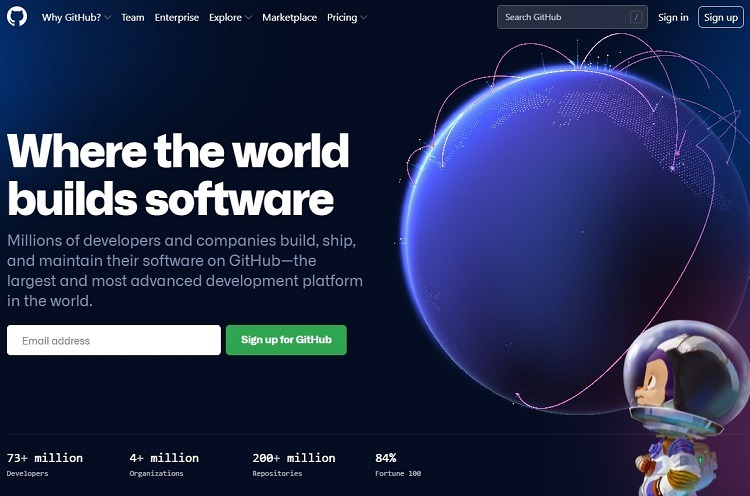 Why GitHub? Team Enterprise Explore Marketplace Pricing Search GitHub / Sign in Sign up
Where the world
builds software
Millions of developers and companies build, ship,
and maintain their software on GitHub—the
largest and most advanced development platform
in the world.
Email address Sign up for GitHub
73+ million 4+ million 200+ million 84%
Developers Organizations Repositories Fortune 100